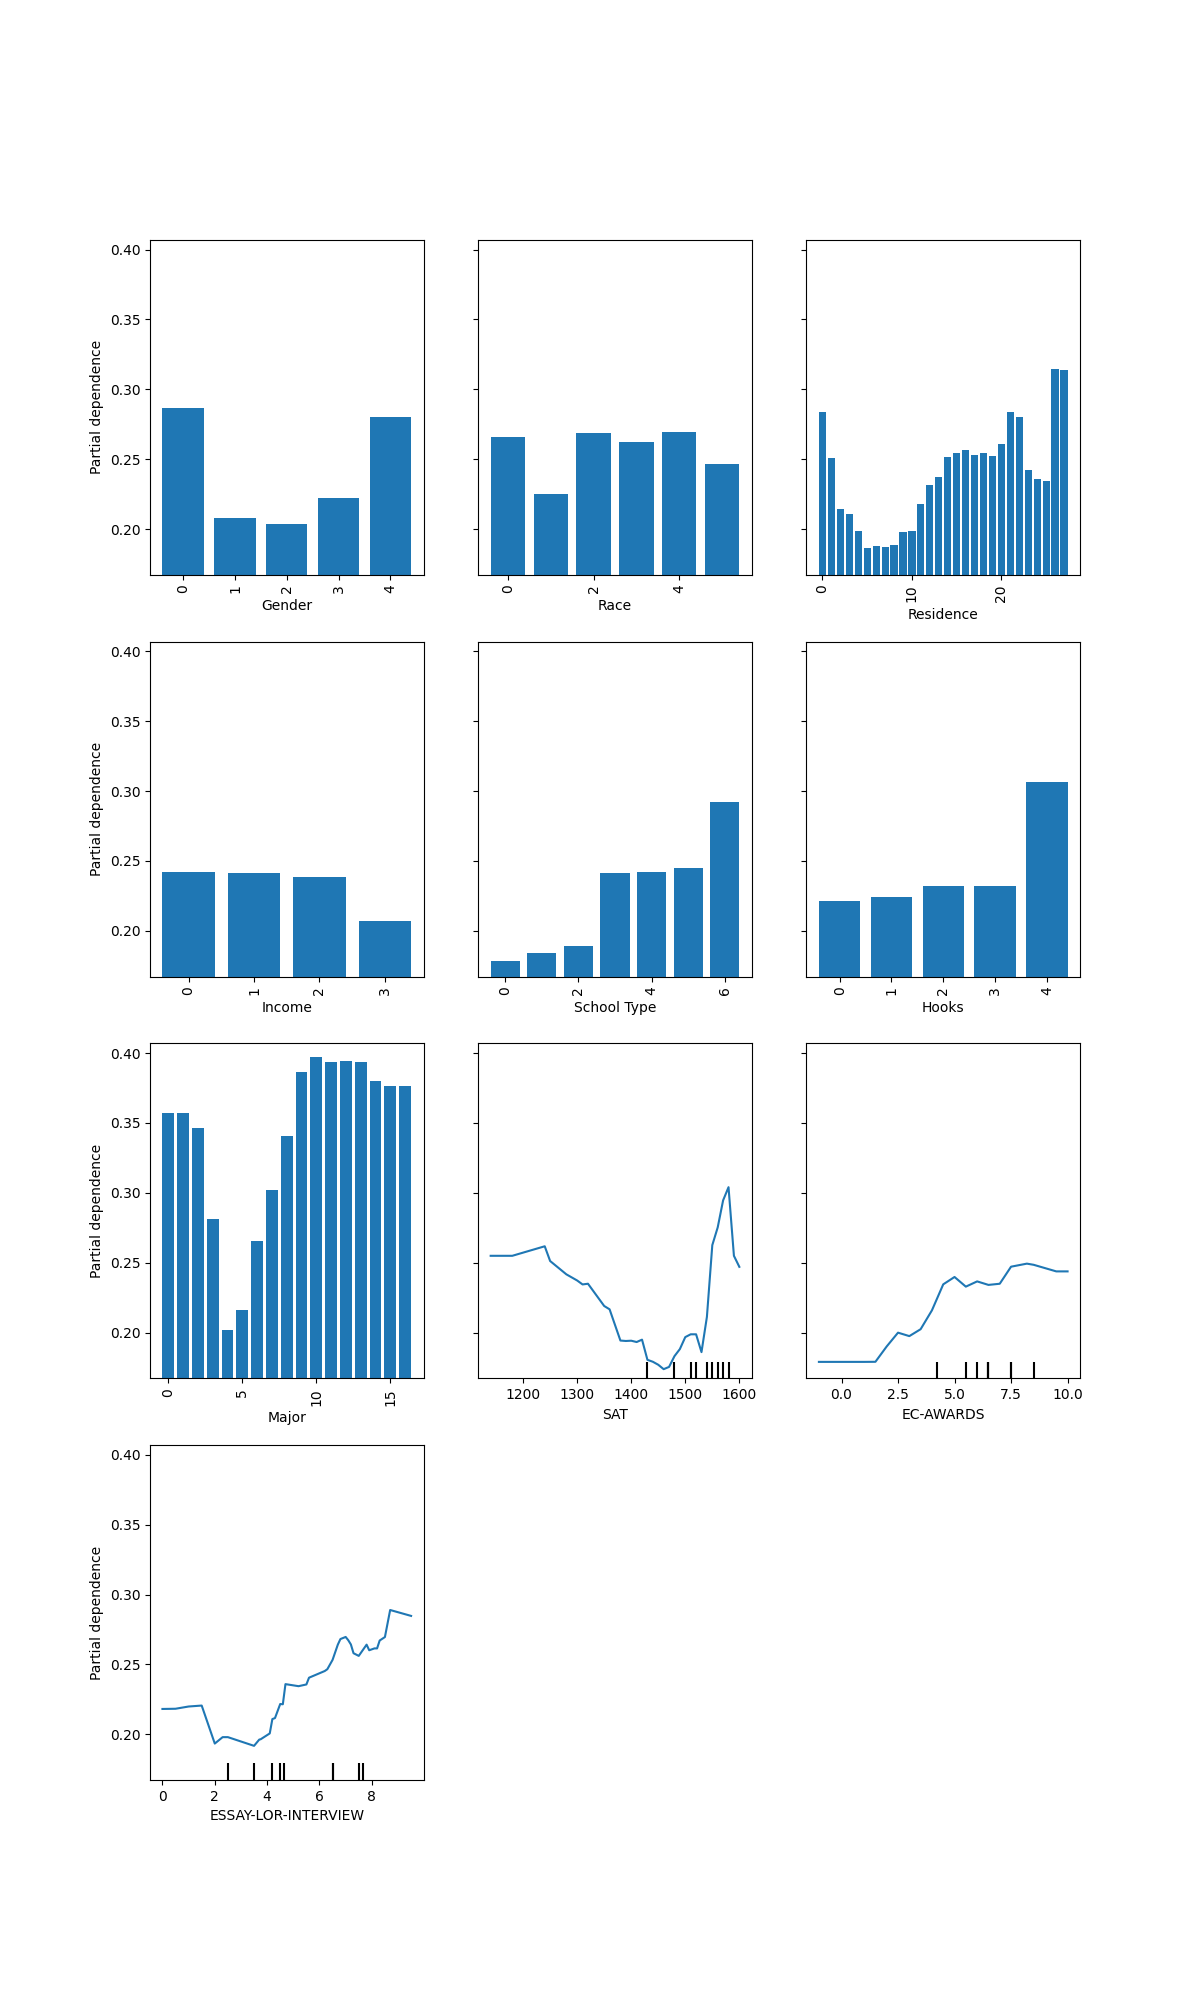 0.40
0.35
0.30
0.25
0.20
Partial dependence
0 1 2 3 4
Gender
0 2 4
Race
0 10 20
Residence
0.40
0.35
0.30
0.25
0.20
Partial dependence
0 1 2 3
Income
0 2 4 6
School Type
0 1 2 3 4
Hooks
0.40
0.35
0.30
0.25
0.20
Partial dependence
0 5 10 15
Major
1200 1300 1400 1500 1600
SAT
0.0 2.5 5.0 7.5 10.0
EC-AWARDS
0.40
0.35
0.30
0.25
0.20
Partial dependence
0 2 4 6 8
ESSAY-LOR-INTERVIEW